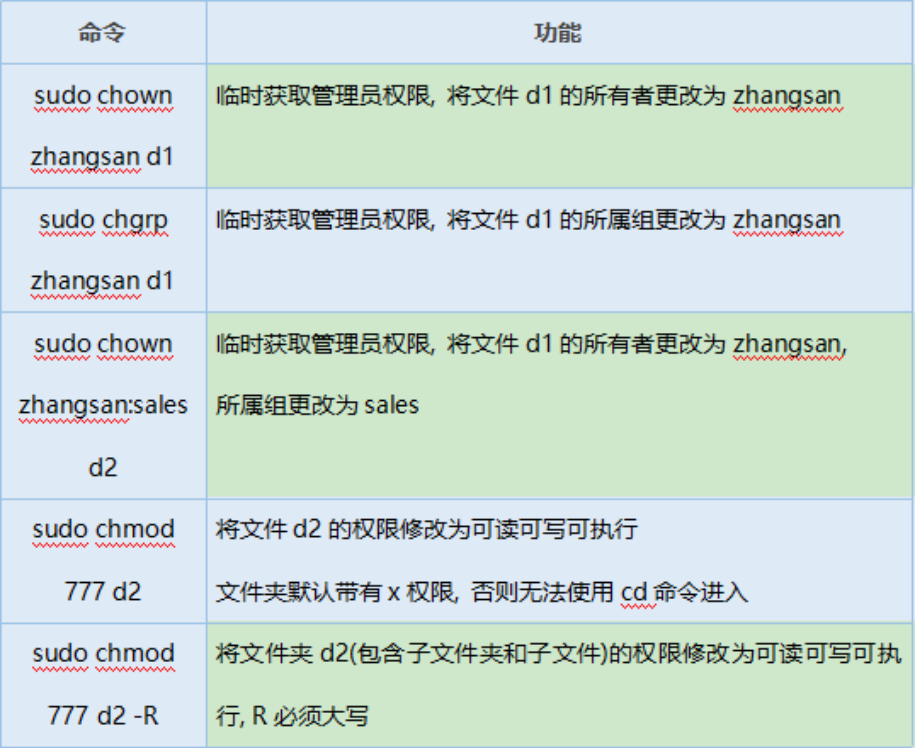 命令
功能
sudo chown
zhangsan d1
临时获取管理员权限, 将文件 d1 的所有者更改为 zhangsan
sudo chgrp
zhangsan d1
临时获取管理员权限, 将文件 d1 的所属组更改为 zhangsan
sudo chown
zhangsan:sales
d2
临时获取管理员权限, 将文件 d1 的所有者更改为 zhangsan,
所属组更改为 sales
sudo chmod
777 d2
将文件 d2 的权限修改为可读可写可执行
文件夹默认带有 x 权限, 否则无法使用 cd 命令进入
sudo chmod
777 d2 -R
将文件夹 d2(包含子文件夹和子文件)的权限修改为可读可写可执
行, R 必须大写